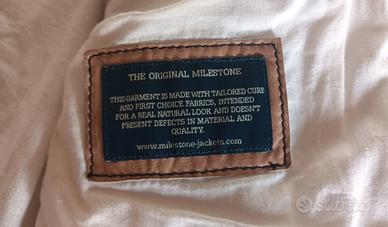 THE ORIGINAL MILESTONE
THIS GARMENT IS MADE WITH TAILORED CURE
AND FIRST CHOICE FABRICS, INTENDED
FOR A REAL NATURAL LOOK AND DOESN'T
PRESENT DEFECTS IN MATERIAL AND
QUALITY.
www.milestone-jackets.com
subito